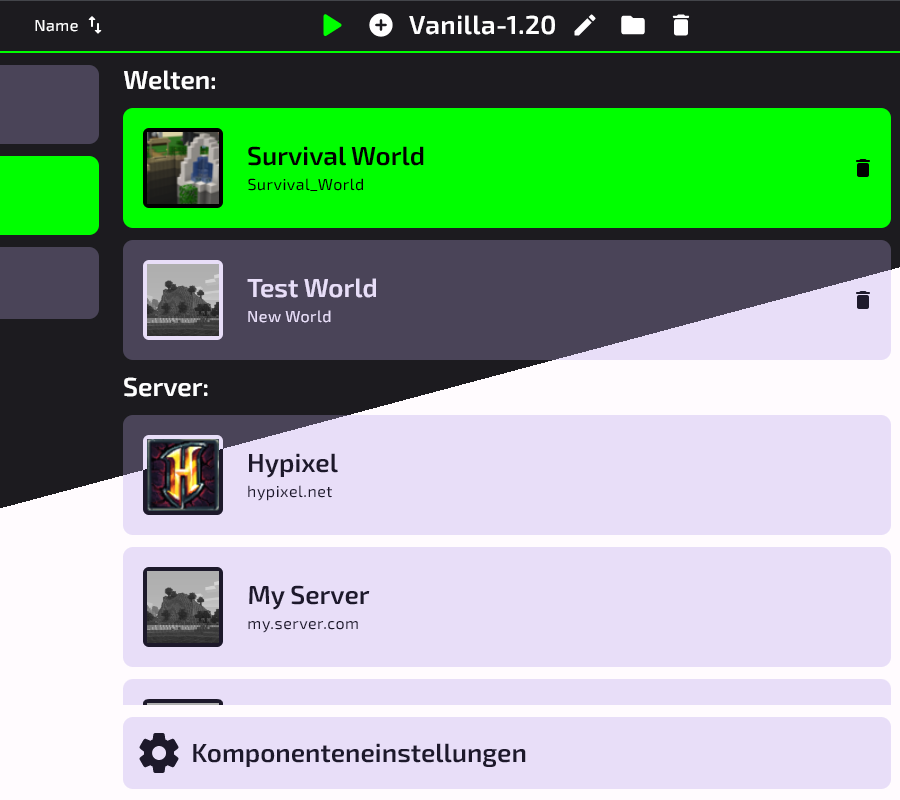 Name
Vanilla-1.20
Welten:
Survival World
Survival_World
Test World
New World
Server:
Hypixel
hypixel.net
My Server
my.server.com
Komponenteneinstellungen